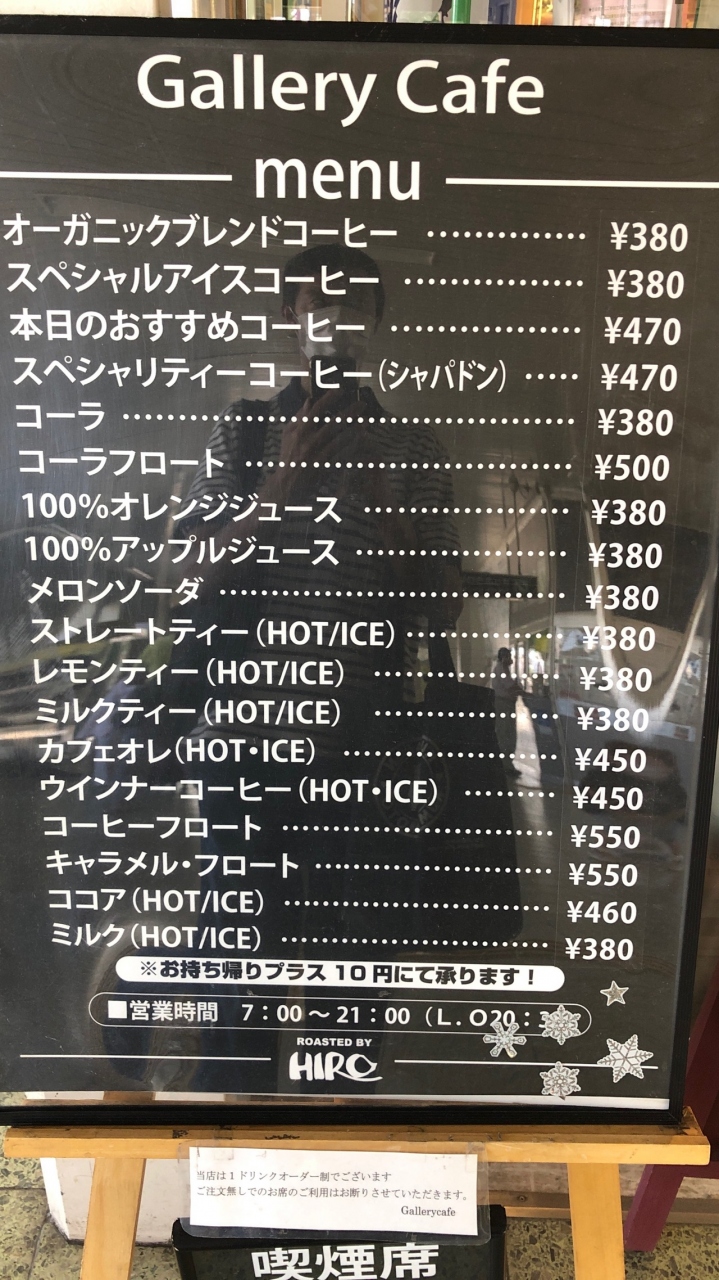 Gallery Cafe
menu
オーガニックブレンドコーヒー ¥380
スペシャルアイスコーヒー ¥380
本日のおすすめコーヒー ¥470
スペシャリティーコーヒー(シャパドン) ¥470
コーラ ¥380
コーラフロート ¥500
100%オレンジジュース ¥380
100%アップルジュース ¥380
メロンソーダ ¥380
ストレートティー(HOT/ICE) ¥380
レモンティー(HOT/ICE) ¥380
ミルクティー(HOT/ICE) ¥380
カフェオレ(HOT・ICE) ¥450
ウインナーコーヒー(HOT・ICE) ¥450
コーヒーフロート ¥550
キャラメル・フロート ¥550
ココア(HOT/ICE) ¥460
ミルク(HOT/ICE) ¥380
※お持ち帰りプラス10円にて承ります!
■営業時間 7:00～21:00(L.O20:
ROASTED BY
HIRO
当店は1ドリンクオーダー制でございます
ご注文無しでのお席のご利用はお断りさせていただきます。
Gallerycafe
喫煙席